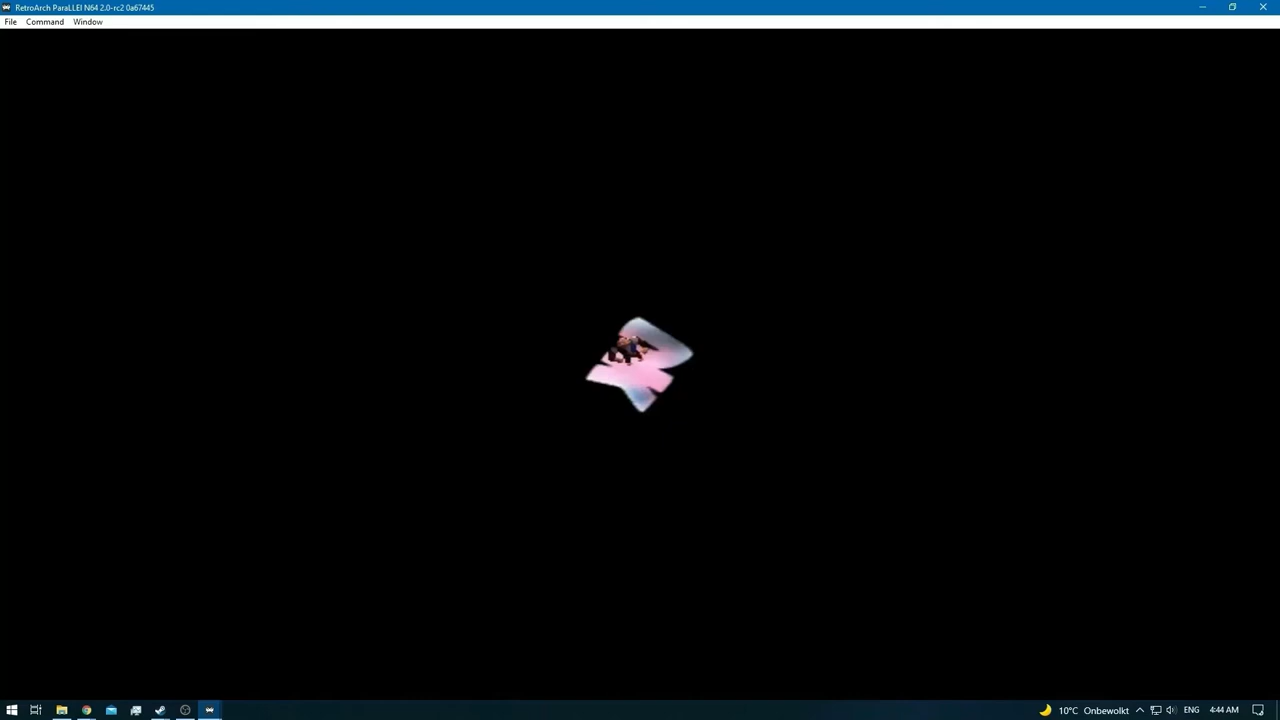 RetroArch ParaLLEl N64 2.0-rc2 0a67445
File Command Window
10°C Onbewolkt ENG 4:44 AM